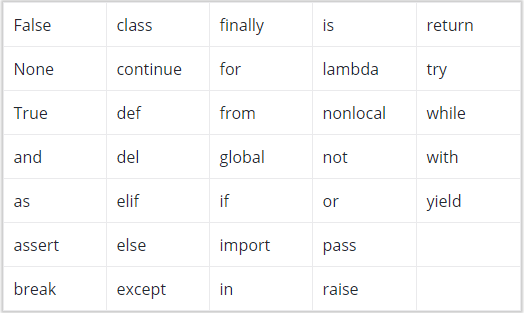 False class finally is return
None continue for lambda try
True def from nonlocal while
and del global not with
as elif if or yield
assert else import pass
break except in raise